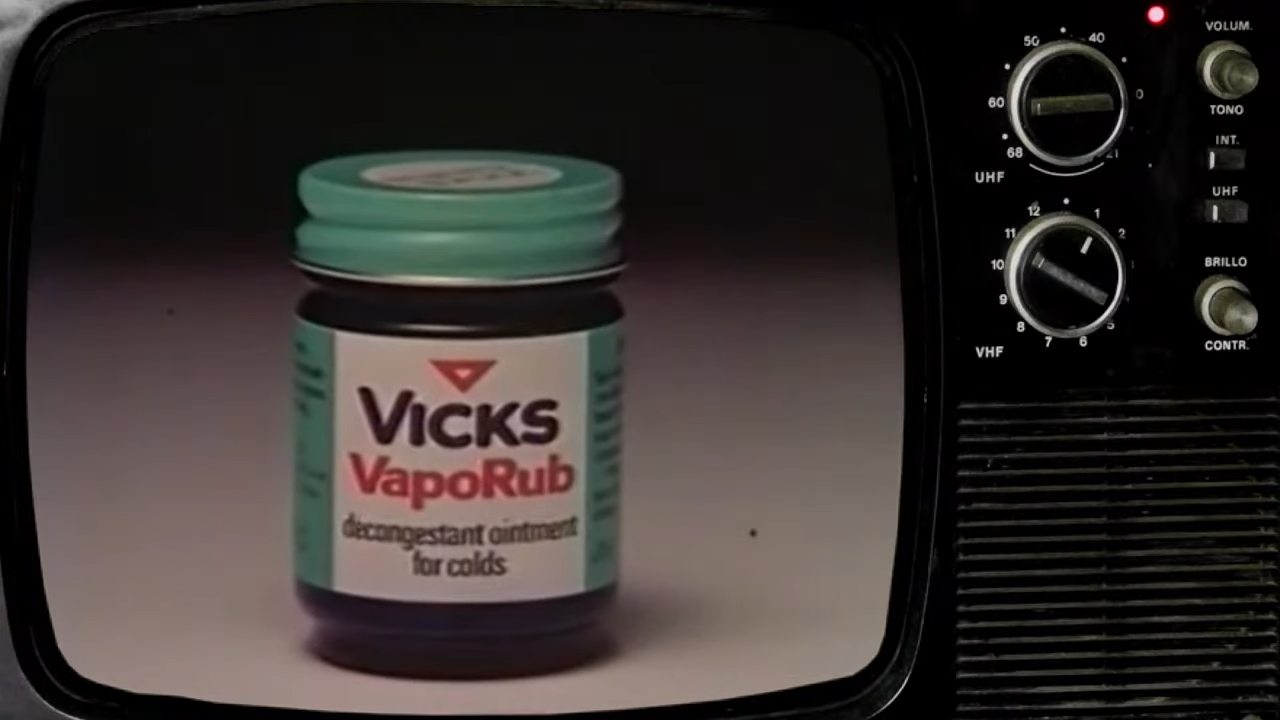 VICKS
VapoRub
decongestant ointment
for colds
50
40
60
0
68
21
UHF
12
1
11
2
10
9
8
5
7
6
VHF
VOLUM.
TONO
INT.
UHF
BRILLO
CONTR.